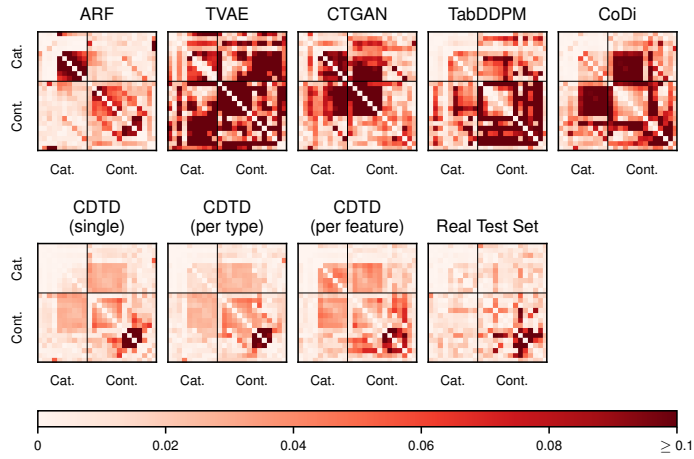 ARF TVAE CTGAN TabDDPM CoDi
Cat.
Cont.
Cat. Cont. Cat. Cont. Cat. Cont. Cat. Cont. Cat. Cont.
CDTD CDTD CDTD
(single) (per type) (per feature) Real Test Set
Cat.
Cont.
Cat. Cont. Cat. Cont. Cat. Cont. Cat. Cont.
0 0.02 0.04 0.06 0.08 ≥ 0.1